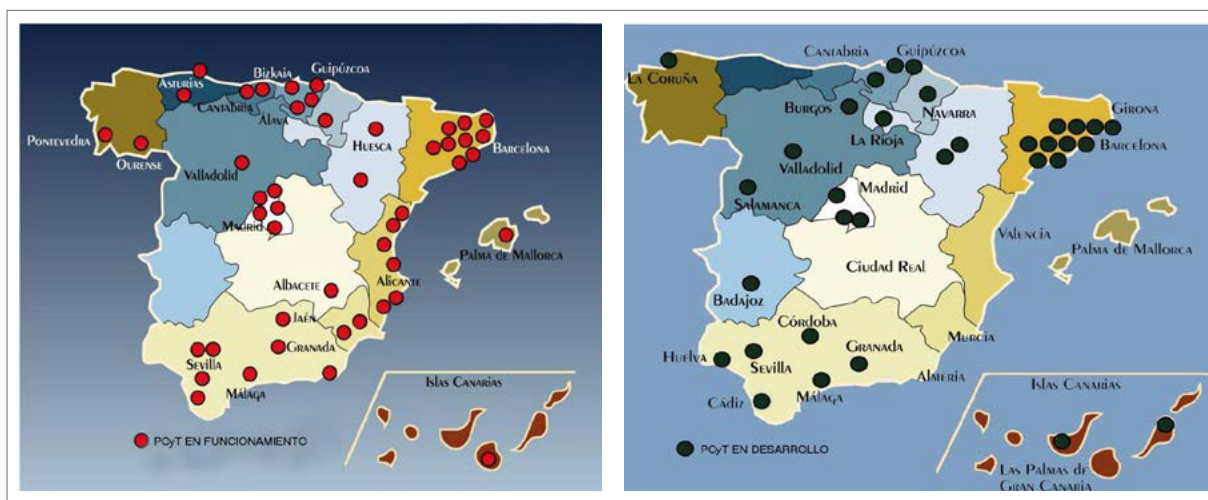 Asturias
Bizkaia
Guipúzcoa
Cantabria
Alava
Pontevedra
Ourense
Huesca
Barcelona
Valladolid
Madrid
Palma de Mallorca
Albacete
Alicante
Jaén
Granada
Sevilla
Málaga
Islas Canarias
PCyT EN FUNCIONAMIENTO
Cantabria
Guipúzcoa
La Coruña
Burgos
Navarra
Girona
La Rioja
Barcelona
Valladolid
Madrid
Salamanca
Valencia
Palma de Mallorca
Ciudad Real
Badajoz
Córdoba
Murcia
Huelva
Sevilla
Granada
Almeria
Málaga
Cádiz
Islas Canarias
PCyT EN DESARROLLO
Las Palmas de
Gran Canaria